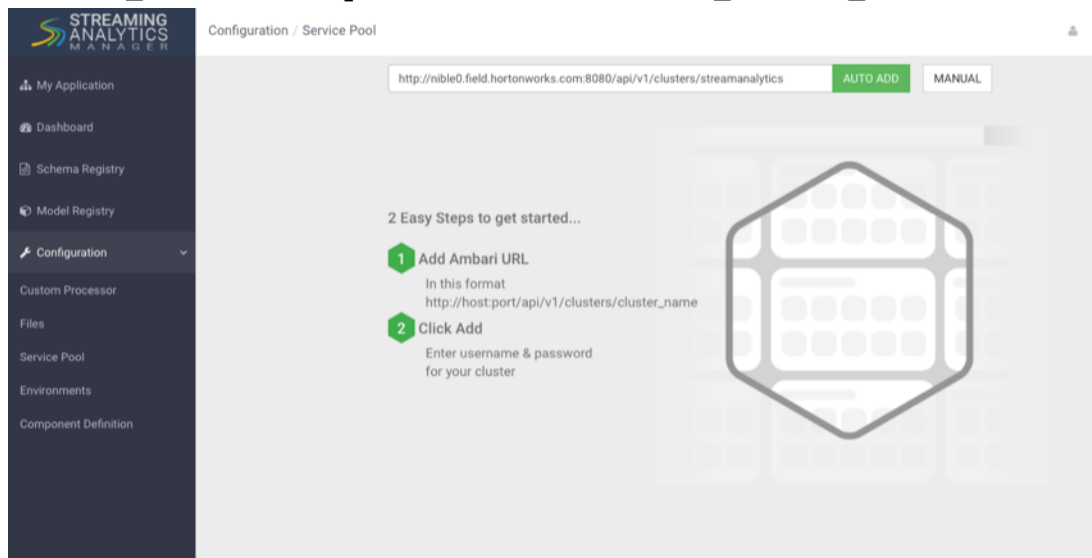 STREAMING
ANALYTICS
MANAGER
Configuration / Service Pool
My Application
Dashboard
Schema Registry
Model Registry
Configuration
Custom Processor
Files
Service Pool
Environments
Component Definition
http://nible0.field.hortonworks.com:8080/api/v1/clusters/streamanalytics
AUTO ADD
MANUAL
2 Easy Steps to get started...
1 Add Ambari URL
In this format
http://host:port/api/v1/clusters/cluster_name
2 Click Add
Enter username & password
for your cluster